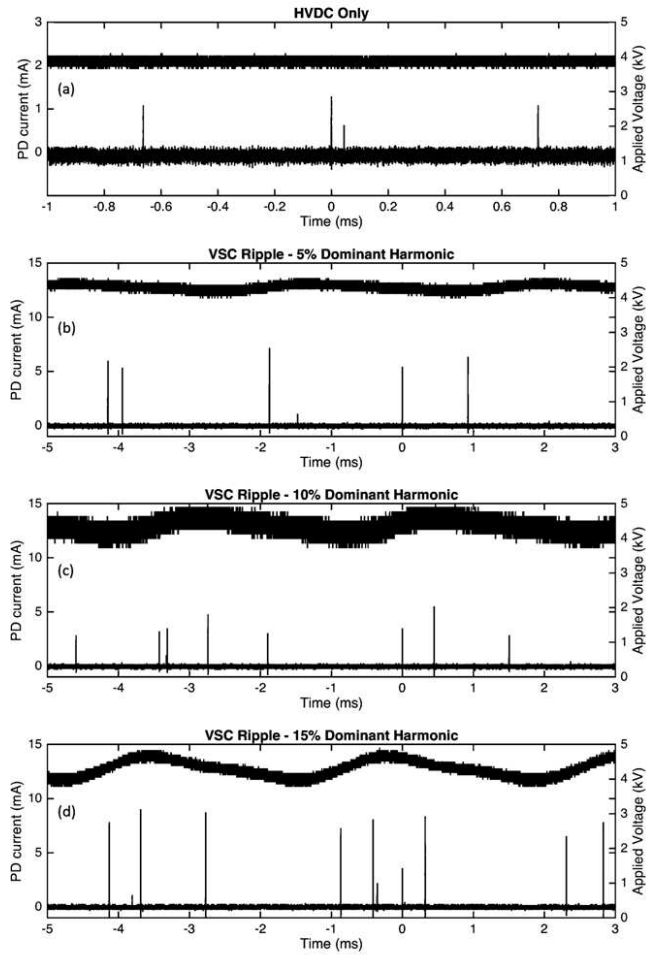 HVDC Only
3 5
4
2
3
(a)
1
2
0 1
0
-1 -0.8 -0.6 -0.4 -0.2 0 0.2 0.4 0.6 0.8 1
PD current (mA)
Applied Voltage (kV)
Time (ms)
VSC Ripple - 5% Dominant Harmonic
15 5
4
10
3
(b)
5 2
1
0
0
-5 -4 -3 -2 -1 0 1 2 3
PD current (mA)
Applied Voltage (kV)
Time (ms)
VSC Ripple - 10% Dominant Harmonic
15 5
4
10
3
(c)
5 2
1
0
0
-5 -4 -3 -2 -1 0 1 2 3
PD current (mA)
Applied Voltage (kV)
Time (ms)
VSC Ripple - 15% Dominant Harmonic
15 5
4
10
3
(d)
5 2
1
0
0
-5 -4 -3 -2 -1 0 1 2 3
PD current (mA)
Applied Voltage (kV)
Time (ms)